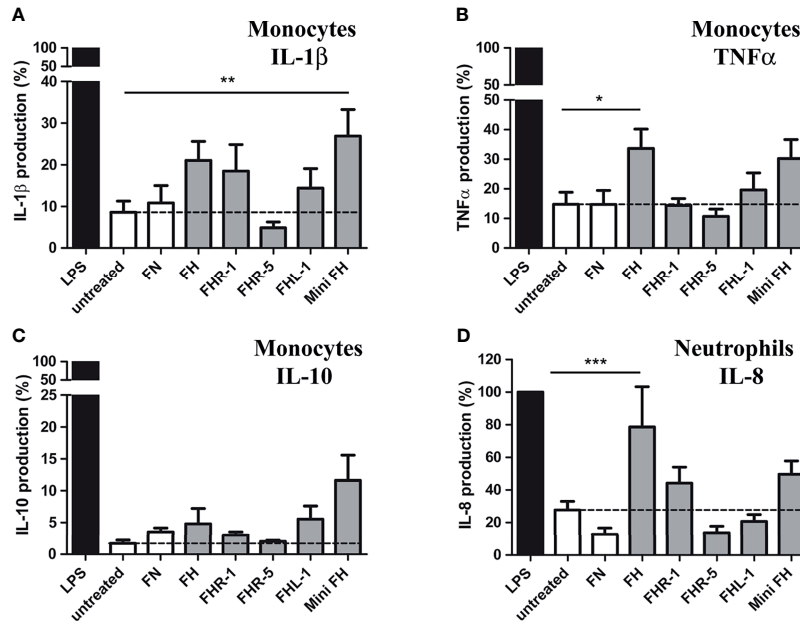 A
Monocytes
IL-1β
IL-1β production (%)
100
50
40
30
20
10
0
**
LPS
untreated
FN
FH
FHR-1
FHR-5
FHL-1
Mini FH
B
Monocytes
TNFα
TNFα production (%)
100
50
50
40
30
20
10
0
*
LPS
untreated
FN
FH
FHR-1
FHR-5
FHL-1
Mini FH
C
Monocytes
IL-10
IL-10 production (%)
100
50
25
20
15
10
5
0
LPS
untreated
FN
FH
FHR-1
FHR-5
FHL-1
Mini FH
D
Neutrophils
IL-8
IL-8 production (%)
120
100
80
60
40
20
0
***
LPS
untreated
FN
FH
FHR-1
FHR-5
FHL-1
Mini FH